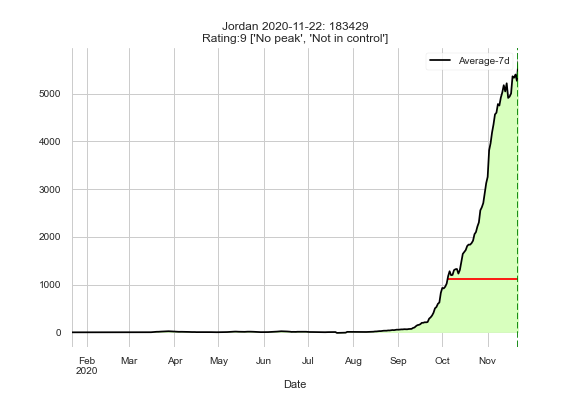 Jordan 2020-11-22: 183429
Rating:9 ['No peak', 'Not in control']
Average-7d
5000
4000
3000
2000
1000
0
Feb Mar Apr May Jun Jul Aug Sep Oct Nov
2020
Date